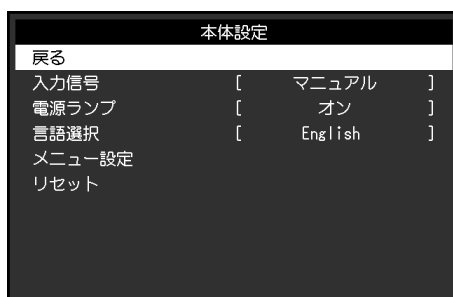 本体設定
戻る
入力信号 [ マニュアル ]
電源ランプ [ オン ]
言語選択 [ English ]
メニュー設定
リセット